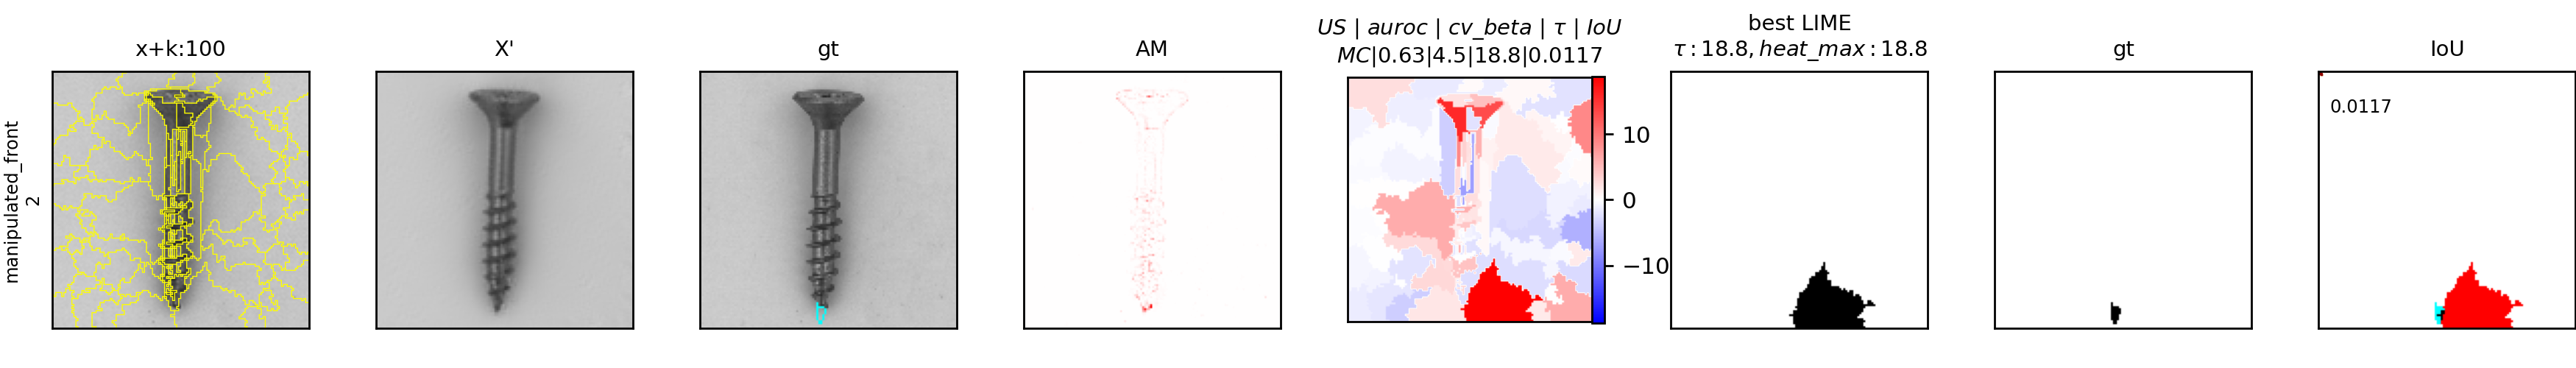 manipulated_front
2
x+k:100
X'
gt
AM
US | auroc | cv_beta | τ | IoU
MC|0.63|4.5|18.8|0.0117
10
0
−10
best LIME
τ : 18.8, heat_max : 18.8
gt
IoU
0.0117